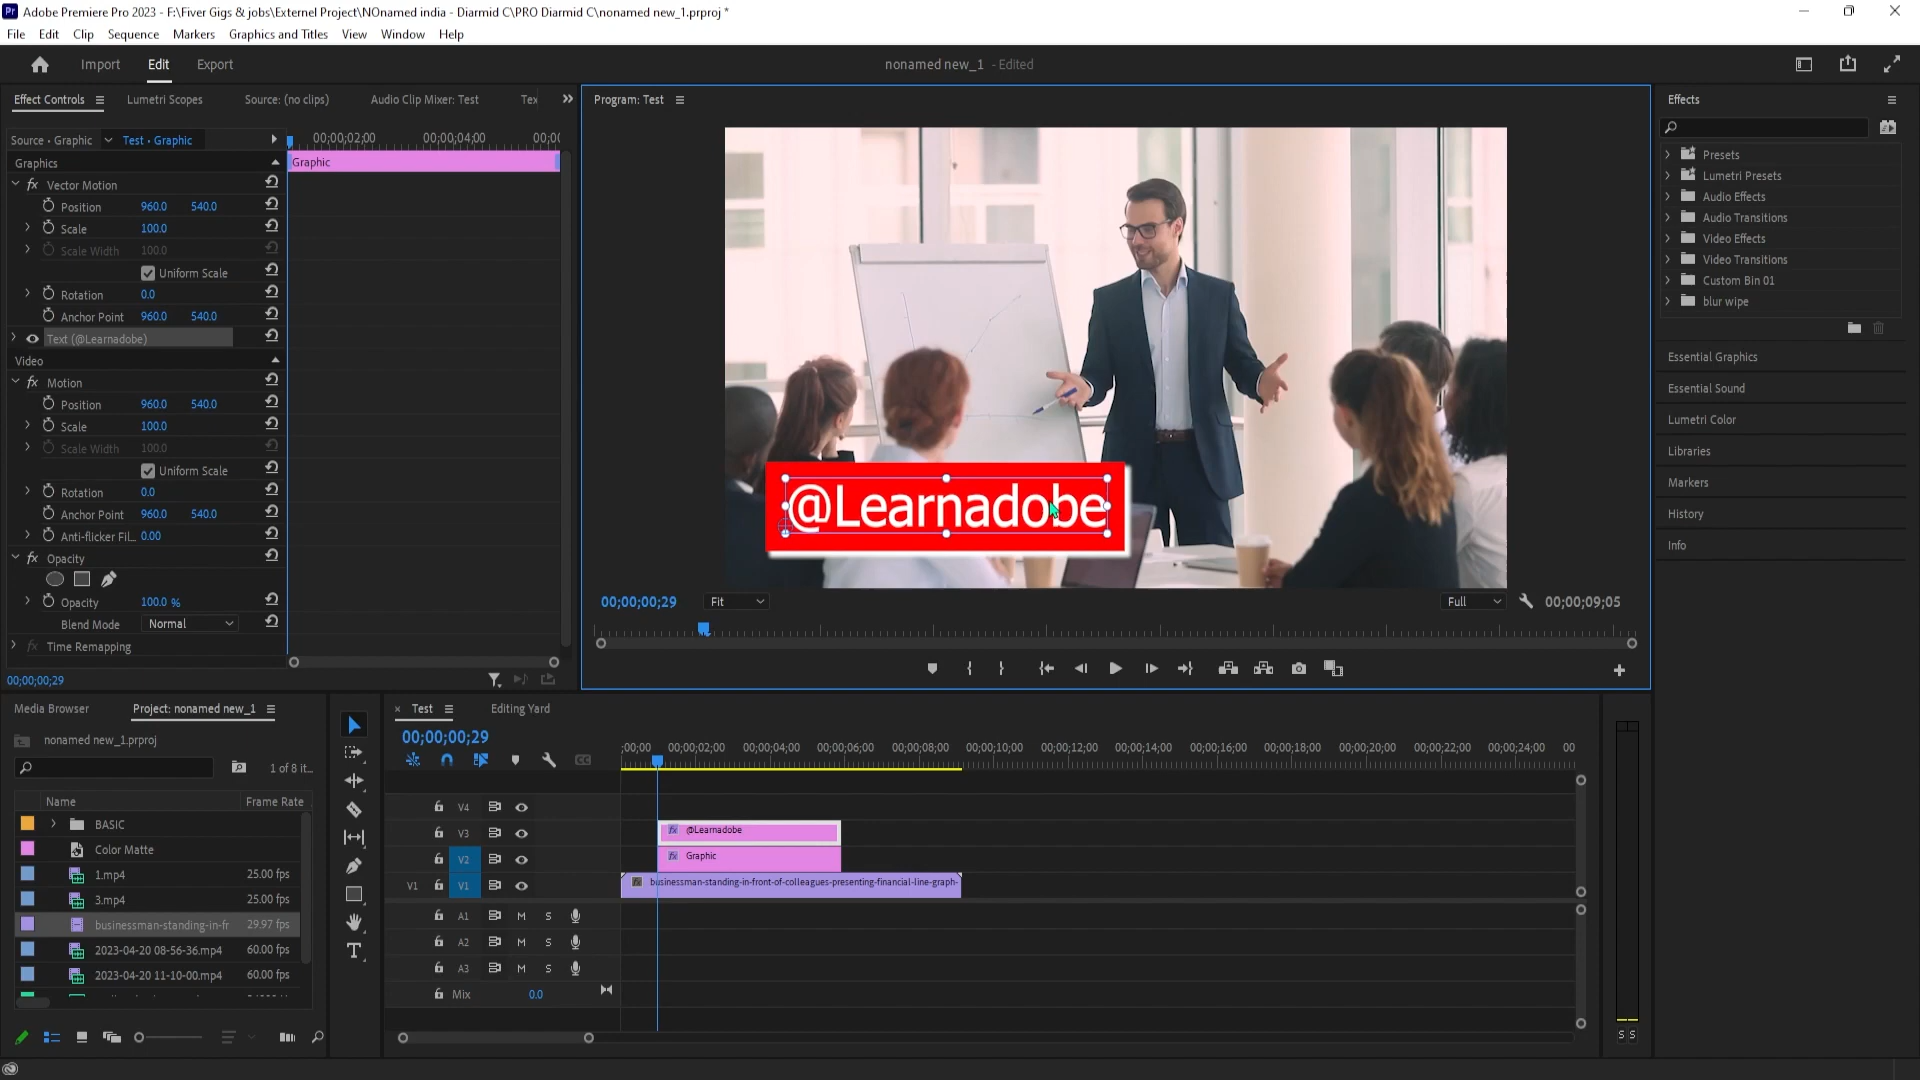 Adobe Premiere Pro 2023 - F:\Fiver Gigs & jobs\Externel Project\NOnamed india - Diarmid C\PRO Diarmid C\nonamed new_1.prproj *
File Edit Clip Sequence Markers Graphics and Titles View Window Help
Import Edit Export
nonamed new_1 - Edited
Effect Controls Lumetri Scopes Source: (no clips) Audio Clip Mixer: Test Tex
Source • Graphic Test • Graphic
00;00;02;00 00;00;04;00 00;00
Graphics
Graphic
fx Vector Motion
Position 960.0 540.0
Scale 100.0
Scale Width 100.0
Uniform Scale
Rotation 0.0
Anchor Point 960.0 540.0
Text (@Learnadobe)
Video
fx Motion
Position 960.0 540.0
Scale 100.0
Scale Width 100.0
Uniform Scale
Rotation 0.0
Anchor Point 960.0 540.0
Anti-flicker Fil... 0.00
fx Opacity
Opacity 100.0 %
Blend Mode Normal
fx Time Remapping
00;00;00;29
Program: Test
@Learnadobe
00;00;00;29 Fit Full 00;00;09;05
Effects
Presets
Lumetri Presets
Audio Effects
Audio Transitions
Video Effects
Video Transitions
Custom Bin 01
blur wipe
Essential Graphics
Essential Sound
Lumetri Color
Libraries
Markers
History
Info
Media Browser Project: nonamed new_1
nonamed new_1.prproj
1 of 8 it...
Name Frame Rate
BASIC
Color Matte
1.mp4 25.00 fps
3.mp4 25.00 fps
businessman-standing-in-fr 29.97 fps
2023-04-20 08-56-36.mp4 60.00 fps
2023-04-20 11-10-00.mp4 60.00 fps
Test Editing Yard
00;00;00;29
;00;00 00;00;02;00 00;00;04;00 00;00;06;00 00;00;08;00 00;00;10;00 00;00;12;00 00;00;14;00 00;00;16;00 00;00;18;00 00;00;20;00 00;00;22;00 00;00;24;00 00
V4
V3 fx @Learnadobe
V2 fx Graphic
V1 V1 fx businessman-standing-in-front-of-colleagues-presenting-financial-line-graph-
A1 M S
A2 M S
A3 M S
Mix 0.0
S S